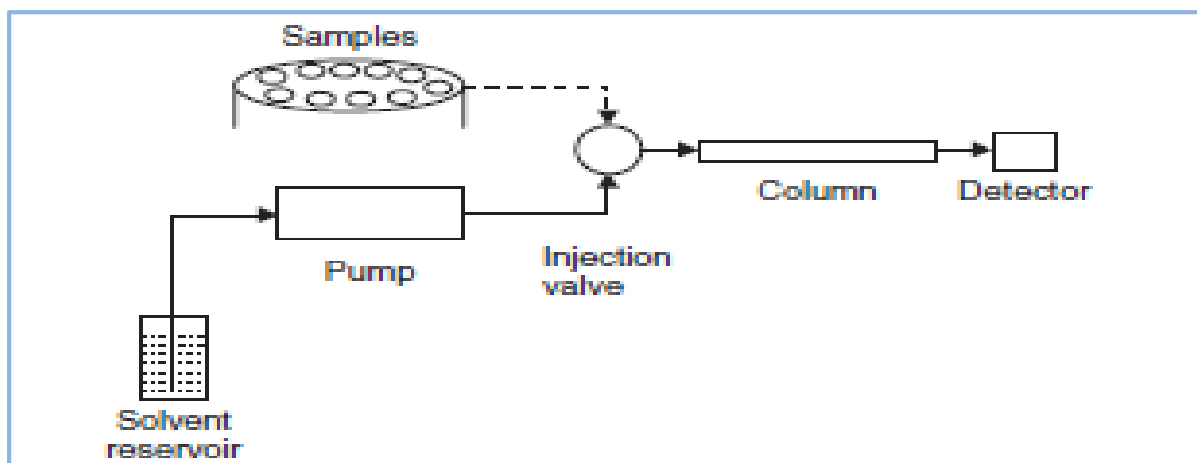 Samples
Column
Detector
Pump
Injection
valve
Solvent
reservoir